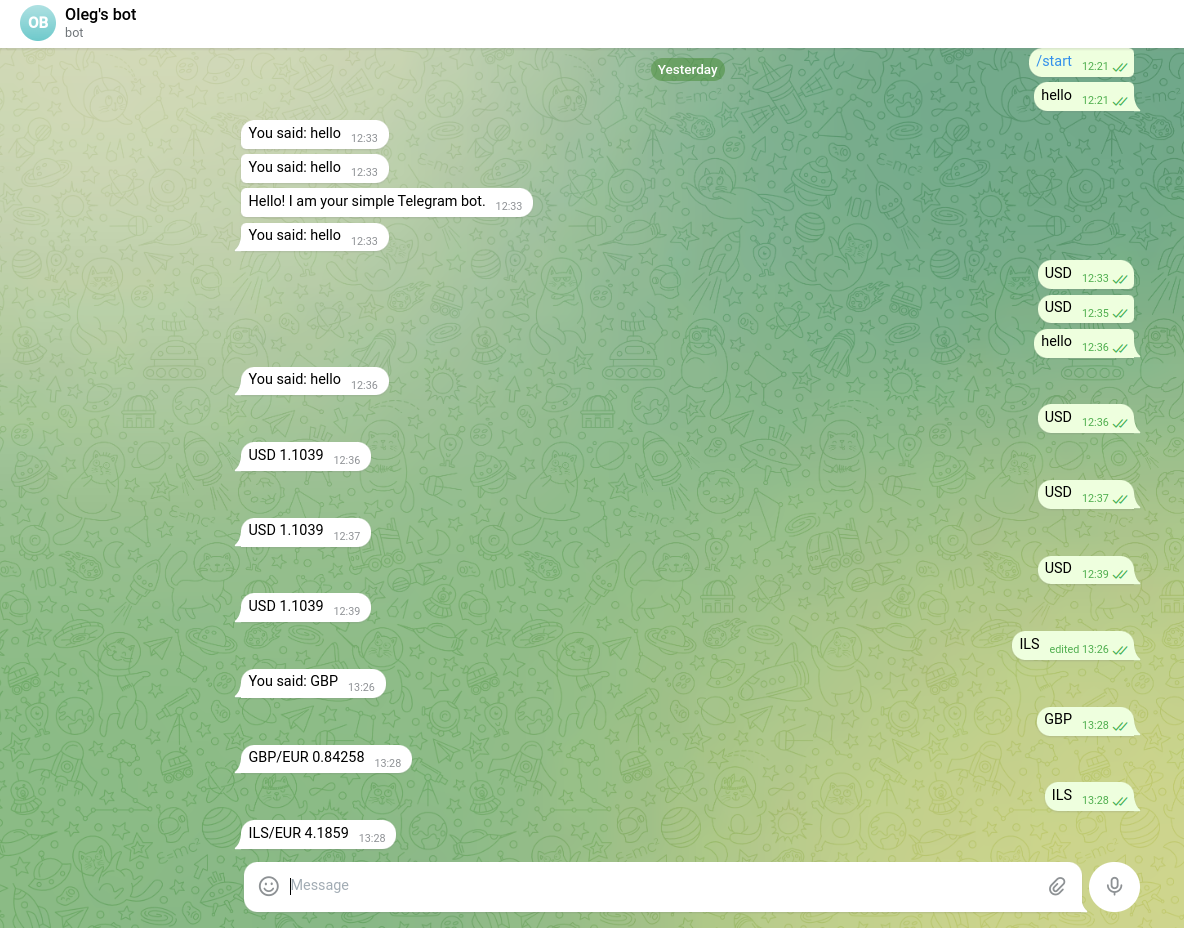 OB
Oleg's bot
bot
/start 12:21
Yesterday
hello 12:21
You said: hello 12:33
You said: hello 12:33
Hello! I am your simple Telegram bot. 12:33
You said: hello 12:33
USD 12:33
USD 12:35
hello 12:36
You said: hello 12:36
USD 12:36
USD 1.1039 12:36
USD 12:37
USD 1.1039 12:37
USD 12:39
USD 1.1039 12:39
ILS edited 13:26
You said: GBP 13:26
GBP 13:28
GBP/EUR 0.84258 13:28
ILS 13:28
ILS/EUR 4.1859 13:28
Message